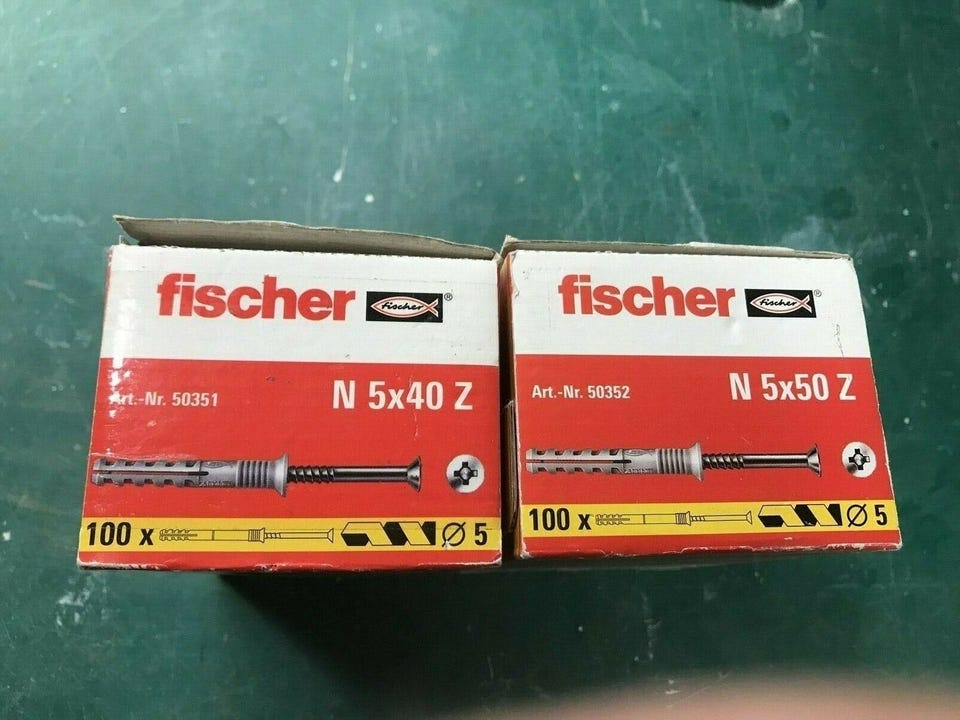 fischer fischer ®
Art.-Nr. 50351 N 5x40 Z
100 x Ø 5
fischer fischer ®
Art.-Nr. 50352 N 5x50 Z
100 x Ø 5